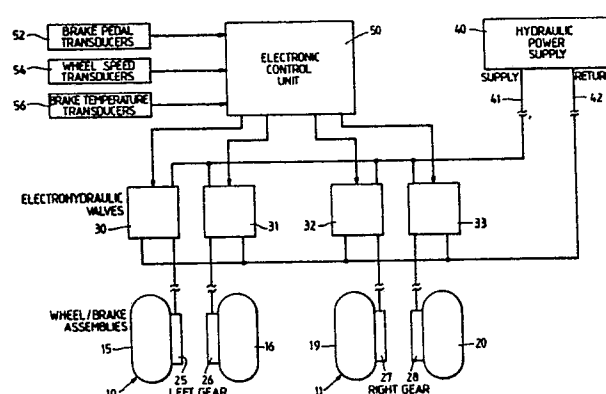 52
BRAKE PEDAL
TRANSDUCERS
54
WHEEL SPEED
TRANSDUCERS
56
BRAKE TEMPERATURE
TRANSDUCERS
ELECTRONIC
CONTROL
UNIT
50
40
HYDRAULIC
POWER
SUPPLY
SUPPLY
RETURN
41
42
ELECTROHYDRAULIC
VALVES
30
31
32
33
WHEEL/BRAKE
ASSEMBLIES
15
16
19
20
10
25
26
LEFT GEAR
11
27
28
RIGHT GEAR